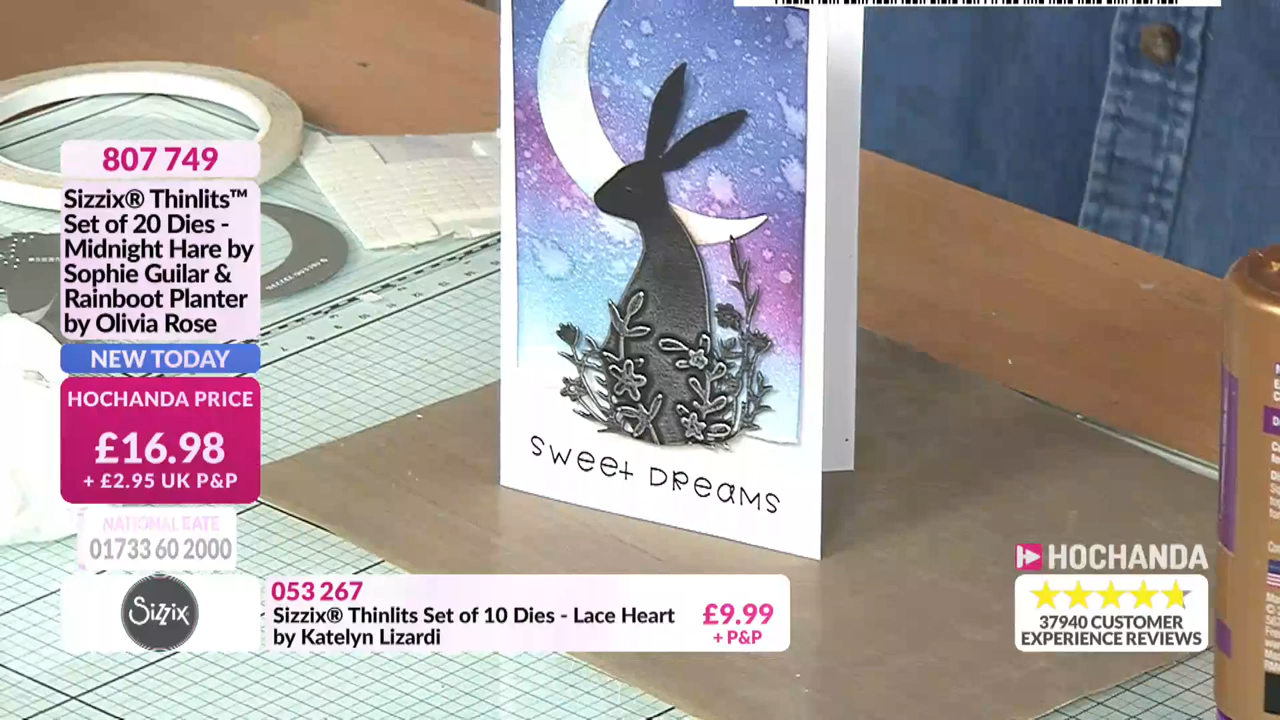 807 749
Sizzix® Thinlits™
Set of 20 Dies -
Midnight Hare by
Sophie Guilar &
Rainboot Planter
by Olivia Rose
NEW TODAY
HOCHANDA PRICE
£16.98
+ £2.95 UK P&P
NATIONAL RATE
01733 60 2000
sweet DReaMS
Sizzix
053 267
Sizzix® Thinlits Set of 10 Dies - Lace Heart
by Katelyn Lizardi
£9.99
+ P&P
HOCHANDA
37940 CUSTOMER
EXPERIENCE REVIEWS